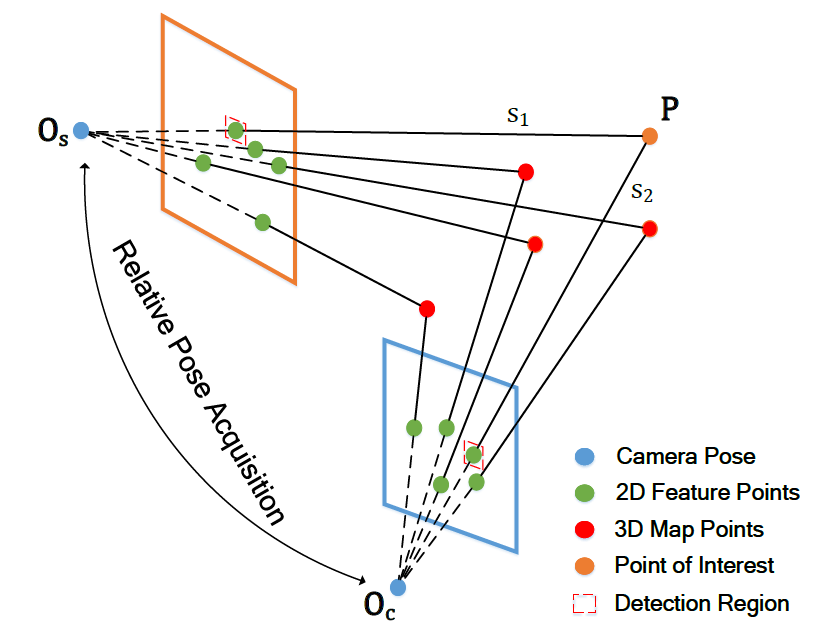 P
S₁
Oₛ
S₂
Relative Pose Acquisition
Camera Pose
2D Feature Points
3D Map Points
Point of Interest
Detection Region
O꜀